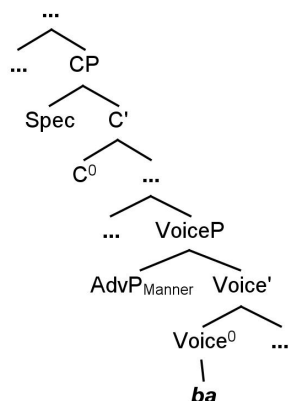 ...
... CP
Spec C'
C⁰ ...
... VoiceP
AdvPManner Voice'
Voice⁰ ...
ba